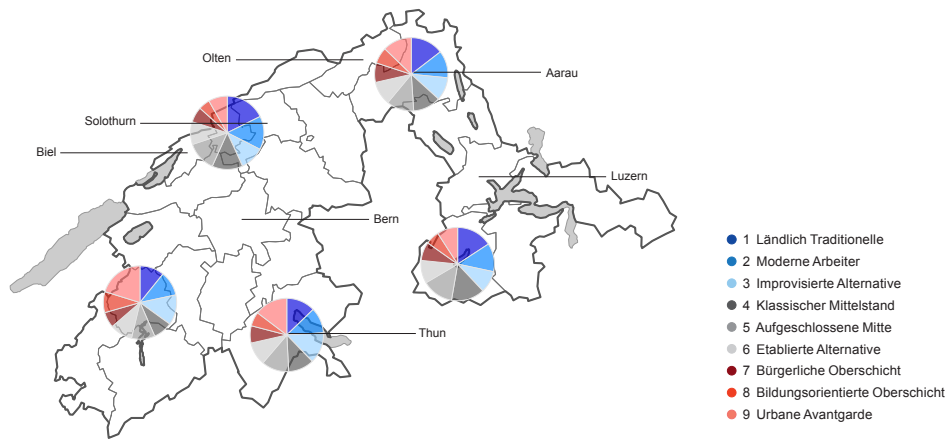 Olten
Aarau
Solothurn
Biel
Luzern
Bern
Thun
1 Ländlich Traditionelle
2 Moderne Arbeiter
3 Improvisierte Alternative
4 Klassischer Mittelstand
5 Aufgeschlossene Mitte
6 Etablierte Alternative
7 Bürgerliche Oberschicht
8 Bildungsorientierte Oberschicht
9 Urbane Avantgarde